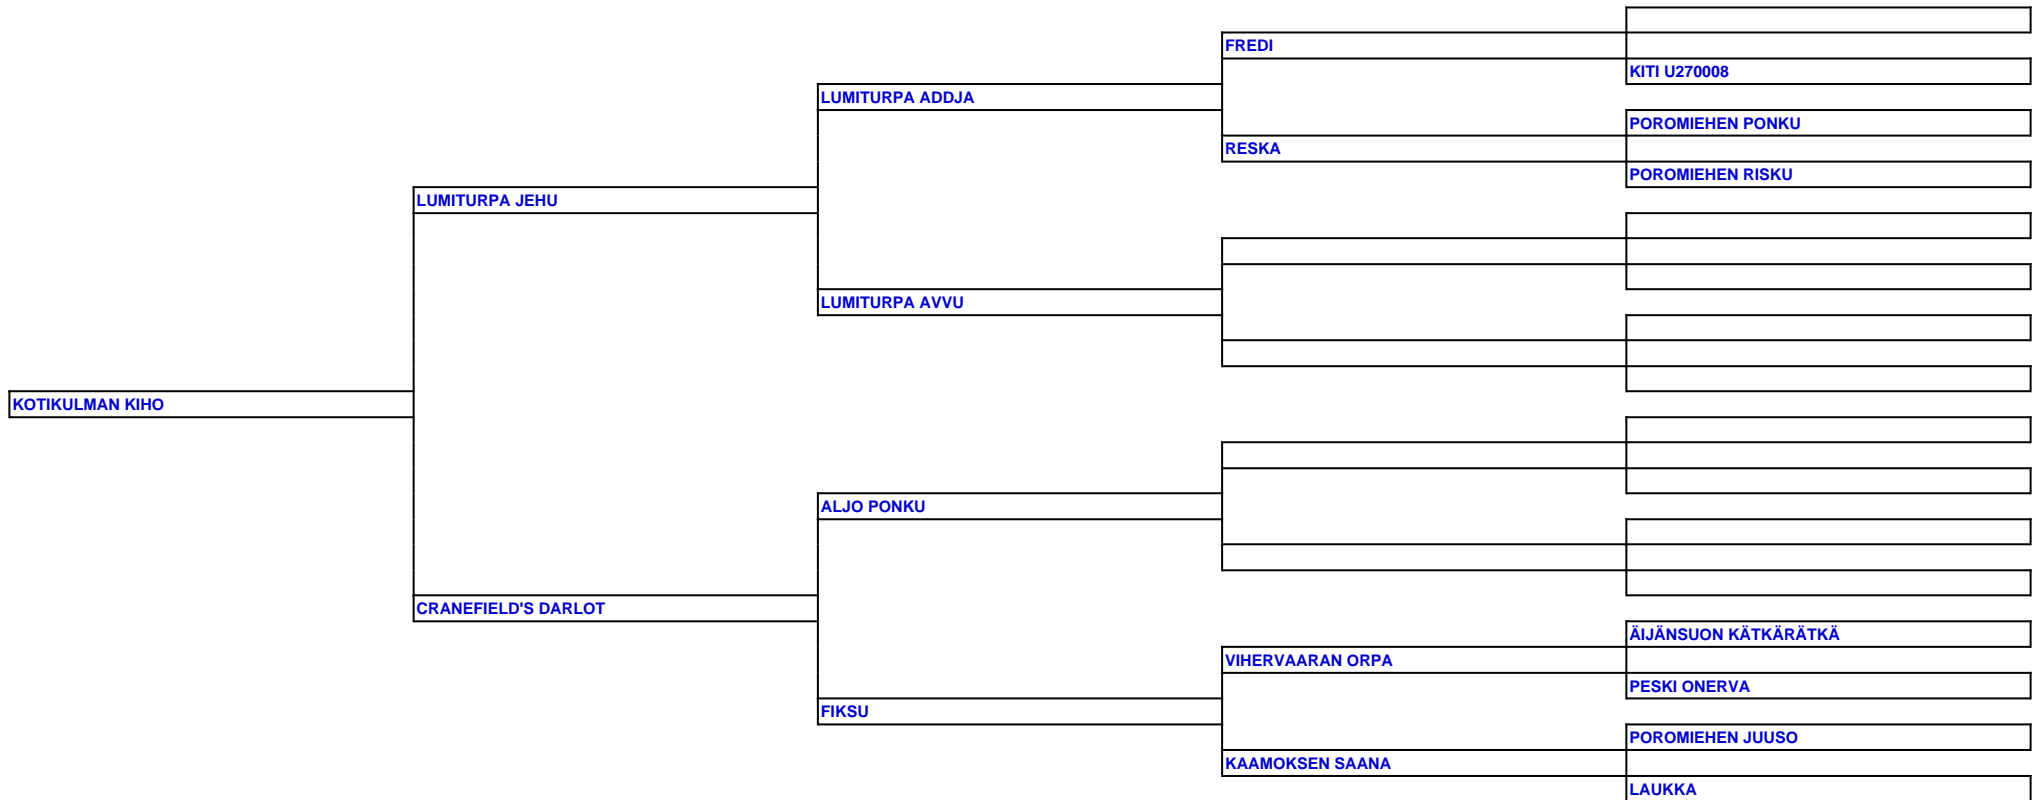 FREDI
KITI U270008
LUMITURPA ADDJA
POROMIEHEN PONKU
RESKA
POROMIEHEN RISKU
LUMITURPA JEHU
LUMITURPA AVVU
KOTIKULMAN KIHO
ALJO PONKU
CRANEFIELD'S DARLOT
ÄIJÄNSUON KÄTKÄRÄTKÄ
VIHERVAARAN ORPA
PESKI ONERVA
FIKSU
POROMIEHEN JUUSO
KAAMOKSEN SAANA
LAUKKA